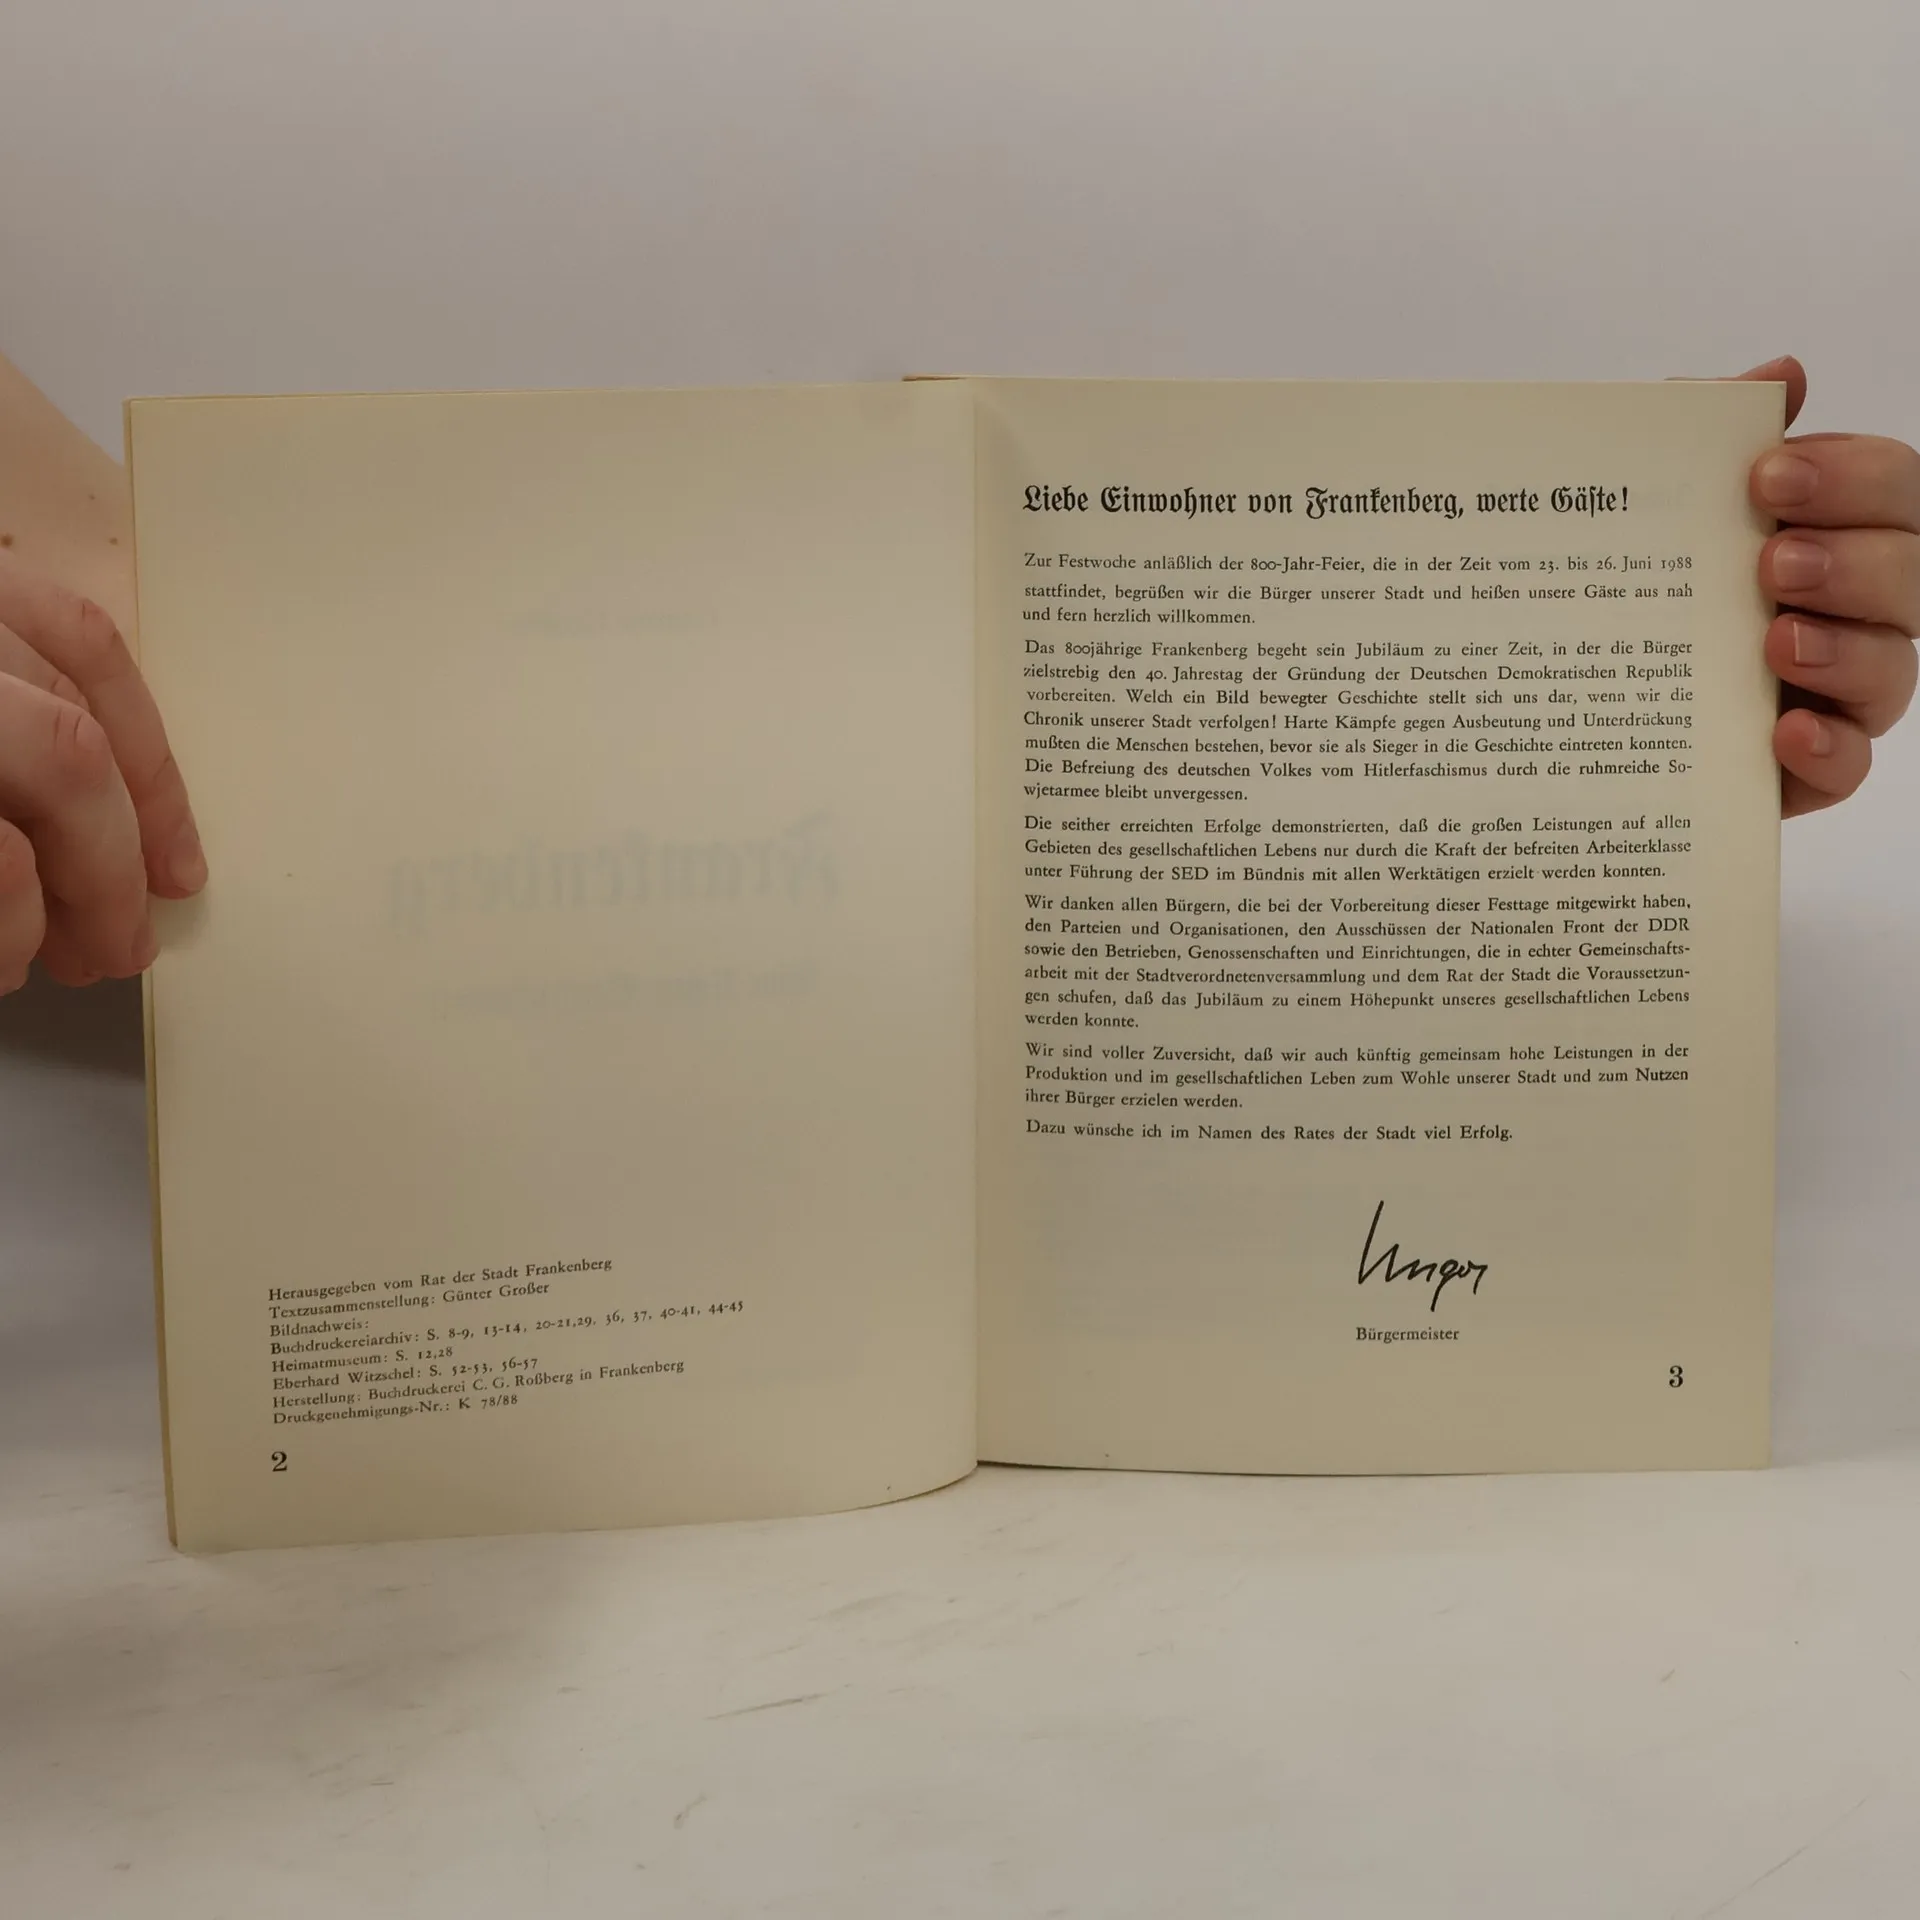 Herausgegeben vom Rat der Stadt Frankenberg
Textzusammenstellung: Günter Großer
Bildnachweis:
Buchdruckereiarchiv: S. 8-9, 13-14, 20-21,29, 36, 37, 40-41, 44-45
Heimatmuseum: S. 12,28
Eberhard Witzschel: S. 52-53, 56-57
Herstellung: Buchdruckerei C. G. Roßberg in Frankenberg
Druckgenehmigungs-Nr.: K 78/88
2
Liebe Einwohner von Frankenberg, werte Gäste!
Zur Festwoche anläßlich der 800-Jahr-Feier, die in der Zeit vom 23. bis 26. Juni 1988
stattfindet, begrüßen wir die Bürger unserer Stadt und heißen unsere Gäste aus nah
und fern herzlich willkommen.
Das 800jährige Frankenberg begeht sein Jubiläum zu einer Zeit, in der die Bürger
zielstrebig den 40. Jahrestag der Gründung der Deutschen Demokratischen Republik
vorbereiten. Welch ein Bild bewegter Geschichte stellt sich uns dar, wenn wir die
Chronik unserer Stadt verfolgen! Harte Kämpfe gegen Ausbeutung und Unterdrückung
mußten die Menschen bestehen, bevor sie als Sieger in die Geschichte eintreten konnten.
Die Befreiung des deutschen Volkes vom Hitlerfaschismus durch die ruhmreiche So-
wjetarmee bleibt unvergessen.
Die seither erreichten Erfolge demonstrierten, daß die großen Leistungen auf allen
Gebieten des gesellschaftlichen Lebens nur durch die Kraft der befreiten Arbeiterklasse
unter Führung der SED im Bündnis mit allen Werktätigen erzielt werden konnten.
Wir danken allen Bürgern, die bei der Vorbereitung dieser Festtage mitgewirkt haben,
den Parteien und Organisationen, den Ausschüssen der Nationalen Front der DDR
sowie den Betrieben, Genossenschaften und Einrichtungen, die in echter Gemeinschafts-
arbeit mit der Stadtverordnetenversammlung und dem Rat der Stadt die Voraussetzun-
gen schufen, daß das Jubiläum zu einem Höhepunkt unseres gesellschaftlichen Lebens
werden konnte.
Wir sind voller Zuversicht, daß wir auch künftig gemeinsam hohe Leistungen in der
Produktion und im gesellschaftlichen Leben zum Wohle unserer Stadt und zum Nutzen
ihrer Bürger erzielen werden.
Dazu wünsche ich im Namen des Rates der Stadt viel Erfolg.
Unger
Bürgermeister
3